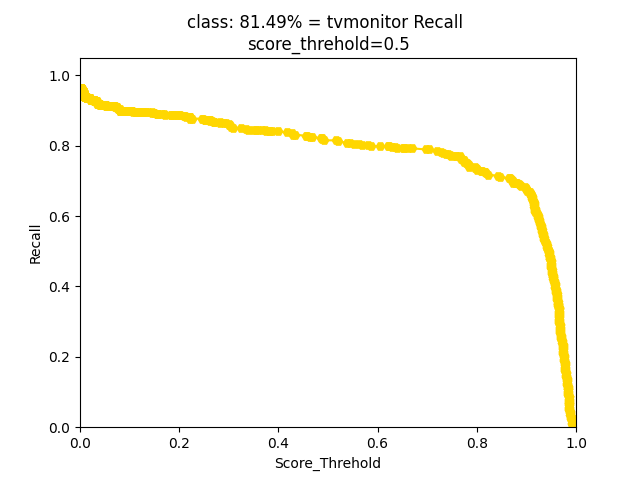 class: 81.49% = tvmonitor Recall
score_threhold=0.5
1.0
0.8
0.6
0.4
0.2
0.0
Recall
0.0 0.2 0.4 0.6 0.8 1.0
Score_Threhold